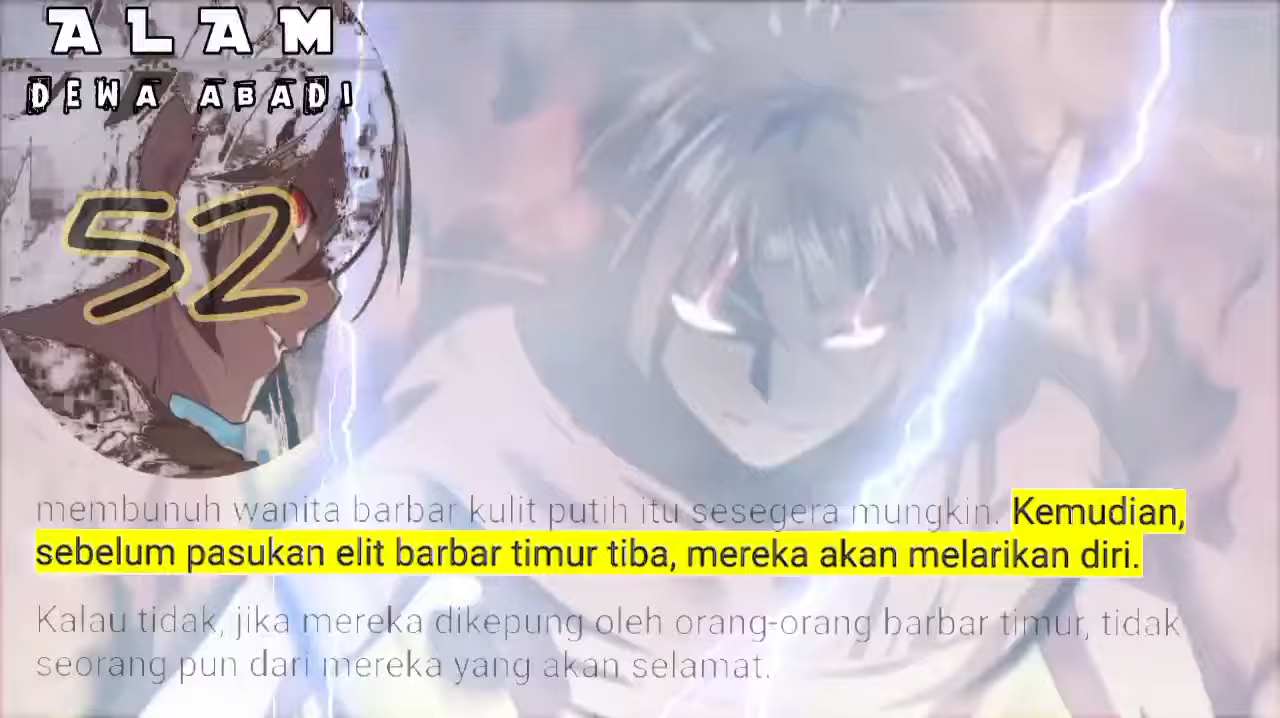 ALAM
DEWA ABADI
52
membunuh wanita barbar kulit putih itu sesegera mungkin. Kemudian,
sebelum pasukan elit barbar timur tiba, mereka akan melarikan diri.
Kalau tidak, jika mereka dikepung oleh orang-orang barbar timur, tidak
seorang pun dari mereka yang akan selamat.